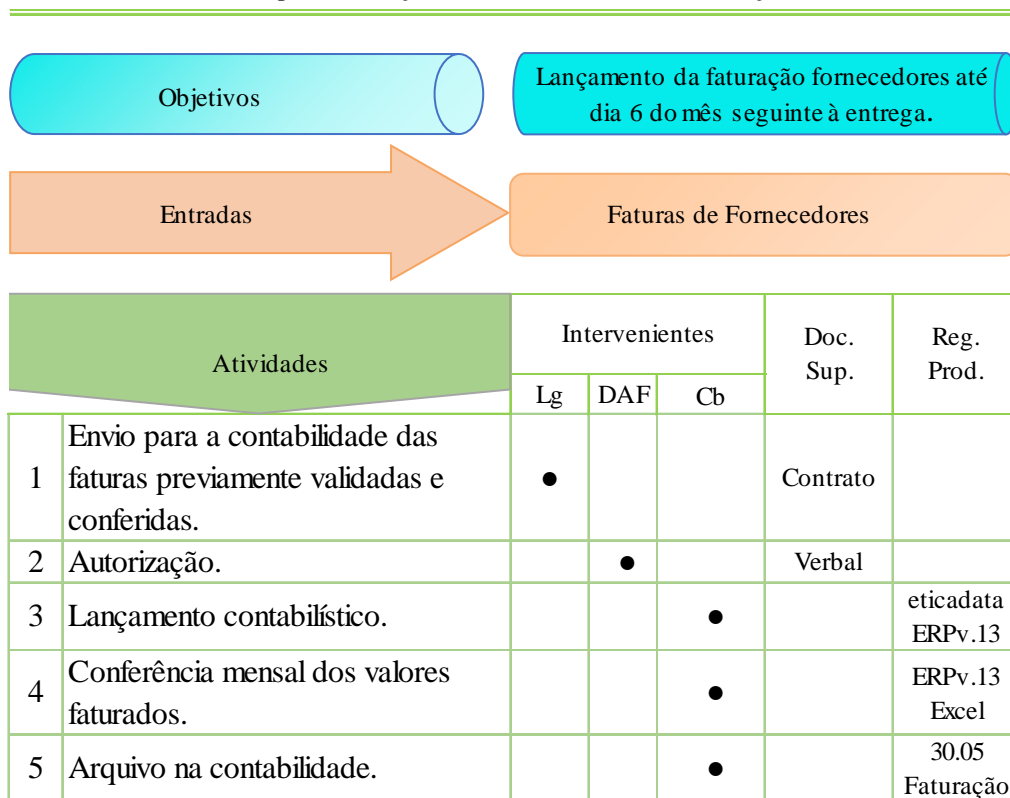 Objetivos
Lançamento da faturação fornecedores até
dia 6 do mês seguinte à entrega.
Entradas
Faturas de Fornecedores
Atividades
Intervenientes
Doc.
Sup.
Reg.
Prod.
Lg
DAF
Cb
1
Envio para a contabilidade das
faturas previamente validadas e
conferidas.
●
Contrato
2
Autorização.
●
Verbal
3
Lançamento contabilístico.
●
eticadata
ERPv.13
4
Conferência mensal dos valores
faturados.
●
ERPv.13
Excel
5
Arquivo na contabilidade.
●
30.05
Faturação